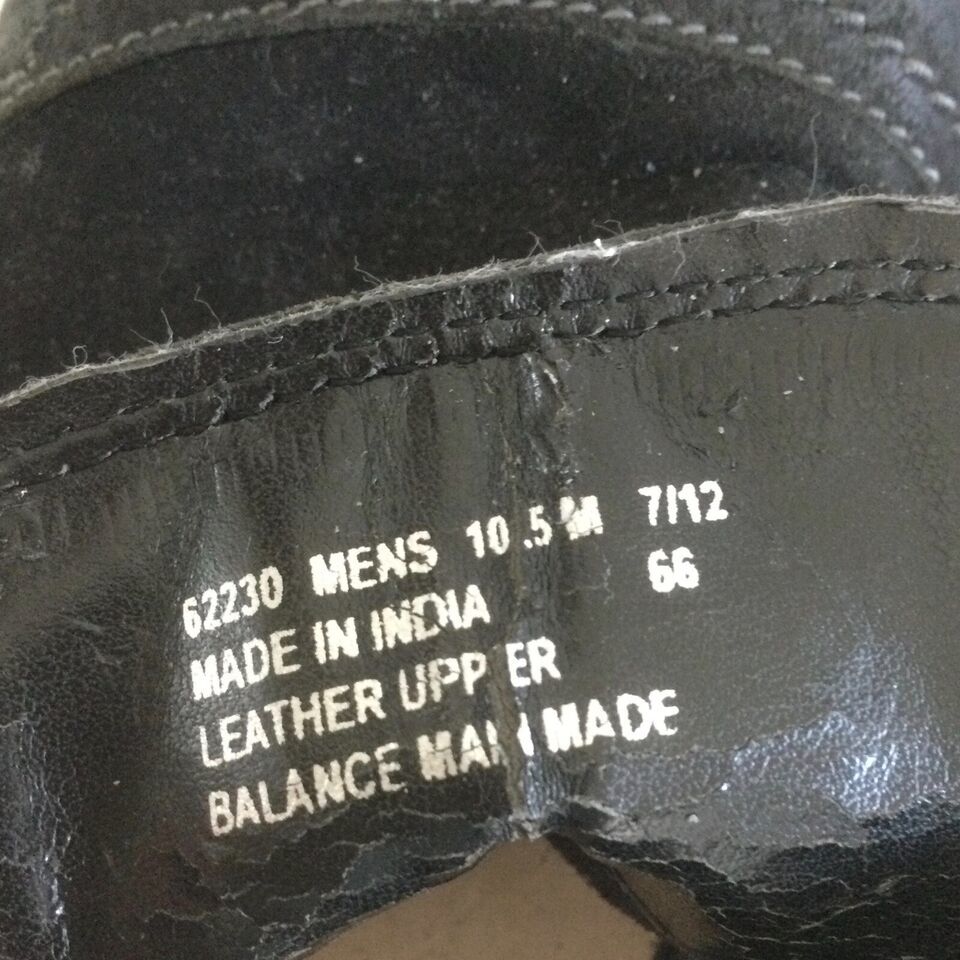 62230 MENS 10.5 M 7/12
66
MADE IN INDIA
LEATHER UPPER
BALANCE MAN MADE